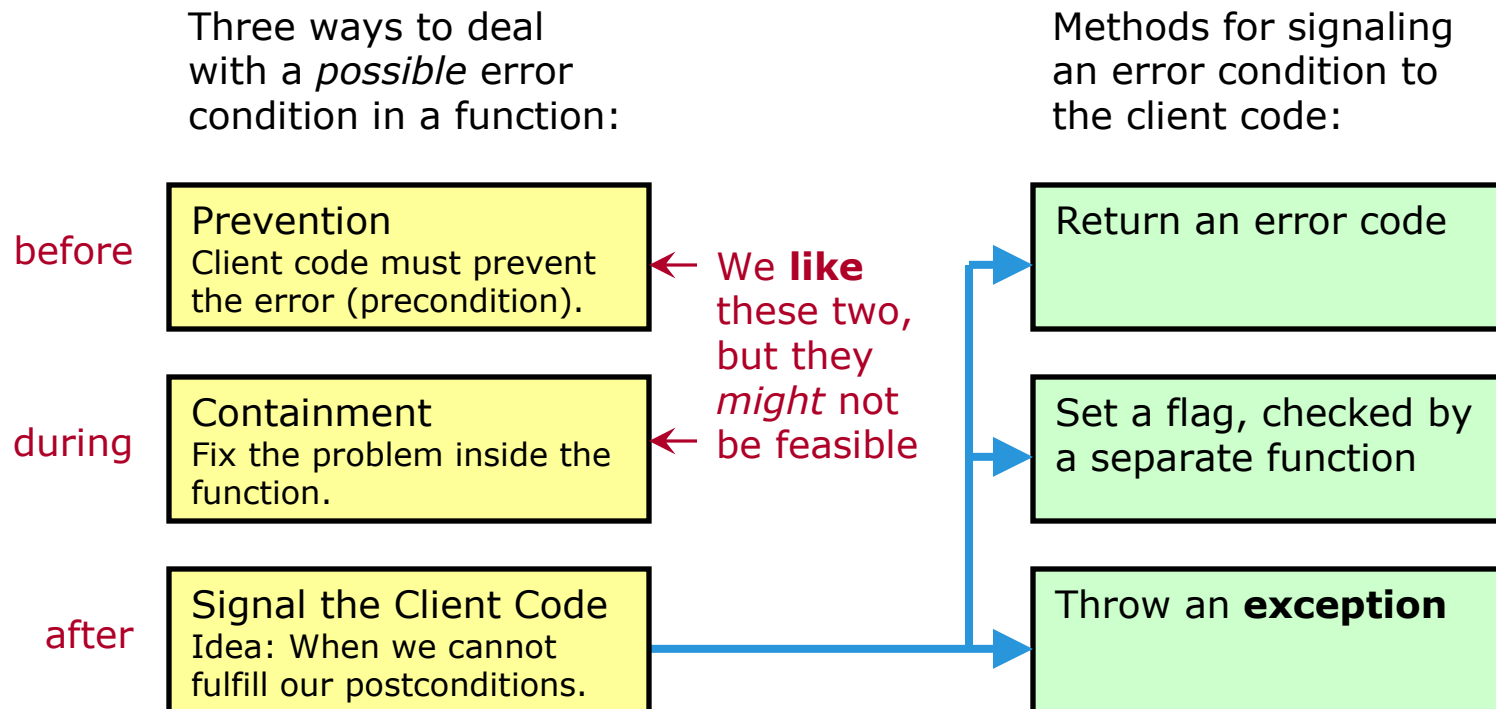 Three ways to deal
with a possible error
condition in a function:
Methods for signaling
an error condition to
the client code:
before
Prevention
Client code must prevent
the error (precondition).
We like
these two,
but they
might not
be feasible
Return an error code
during
Containment
Fix the problem inside the
function.
Set a flag, checked by
a separate function
after
Signal the Client Code
Idea: When we cannot
fulfill our postconditions.
Throw an exception